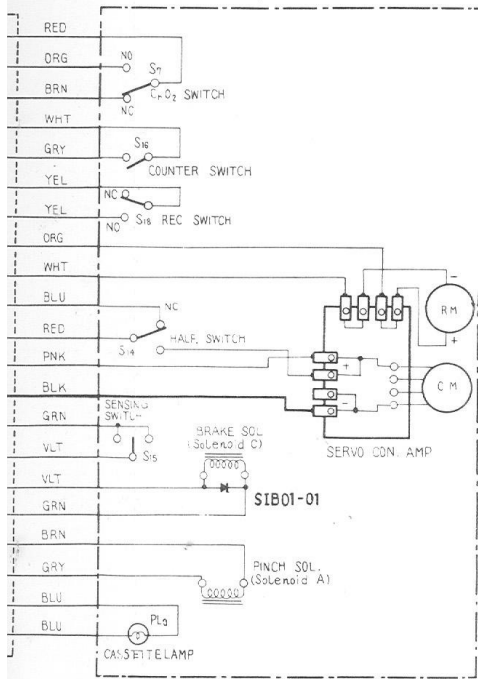 RED
ORG
NO
S7
BRN
CrO2 SWITCH
NC
WHT
S16
GRY
COUNTER SWITCH
YEL
NC
YEL
NO
S18 REC SWITCH
ORG
WHT
BLU
NC
RED
HALF. SWITCH
S14
PNK
BLK
GRN
SENSING
SWITCH
VLT
S15
VLT
GRN
BRN
GRY
BLU
BLU
BRAKE SOL
(Solenoid C)
SIB01-01
PINCH SOL.
(Solenoid A)
PL9
CASSETTE LAMP
-
RM
+
+
-
CM
SERVO CON. AMP